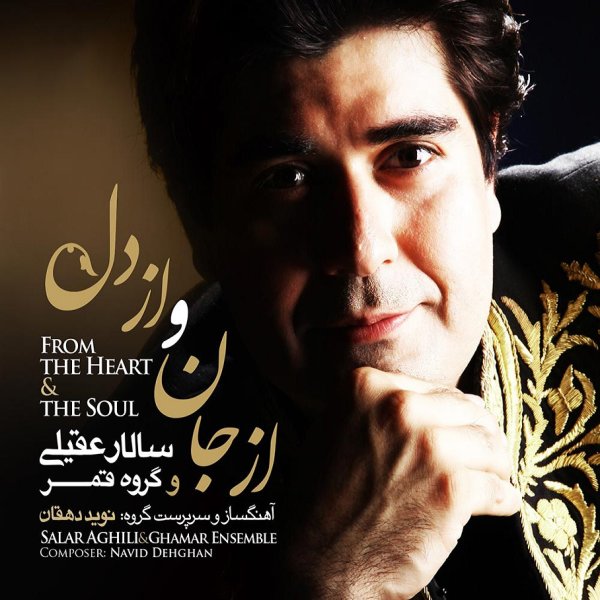 از جان
و از دل
FROM
THE HEART
&
THE SOUL
سالار عقیلی
و گروه قمر
آهنگساز و سرپرست گروه: نوید دهقان
SALAR AGHILI&GHAMAR ENSEMBLE
COMPOSER: NAVID DEHGHAN